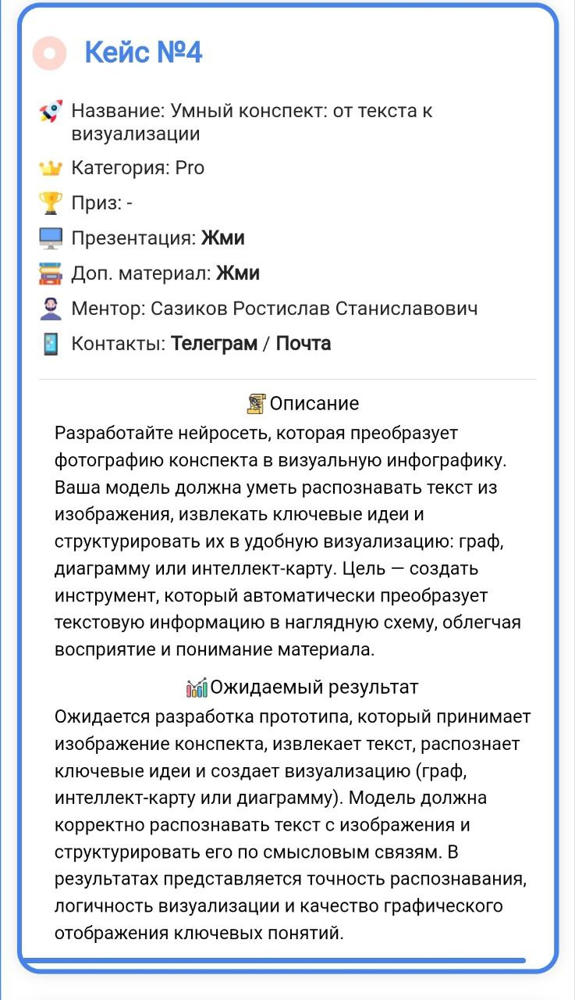 Кейс №4
Название: Умный конспект: от текста к
визуализации
Категория: Pro
Приз: -
Презентация: Жми
Доп. материал: Жми
Ментор: Сазиков Ростислав Станиславович
Контакты: Телеграм / Почта
Описание
Разработайте нейросеть, которая преобразует
фотографию конспекта в визуальную инфографику.
Ваша модель должна уметь распознавать текст из
изображения, извлекать ключевые идеи и
структурировать их в удобную визуализацию: граф,
диаграмму или интеллект-карту. Цель — создать
инструмент, который автоматически преобразует
текстовую информацию в наглядную схему, облегчая
восприятие и понимание материала.
Ожидаемый результат
Ожидается разработка прототипа, который принимает
изображение конспекта, извлекает текст, распознает
ключевые идеи и создает визуализацию (граф,
интеллект-карту или диаграмму). Модель должна
корректно распознавать текст с изображения и
структурировать его по смысловым связям. В
результатах представляется точность распознавания,
логичность визуализации и качество графического
отображения ключевых понятий.